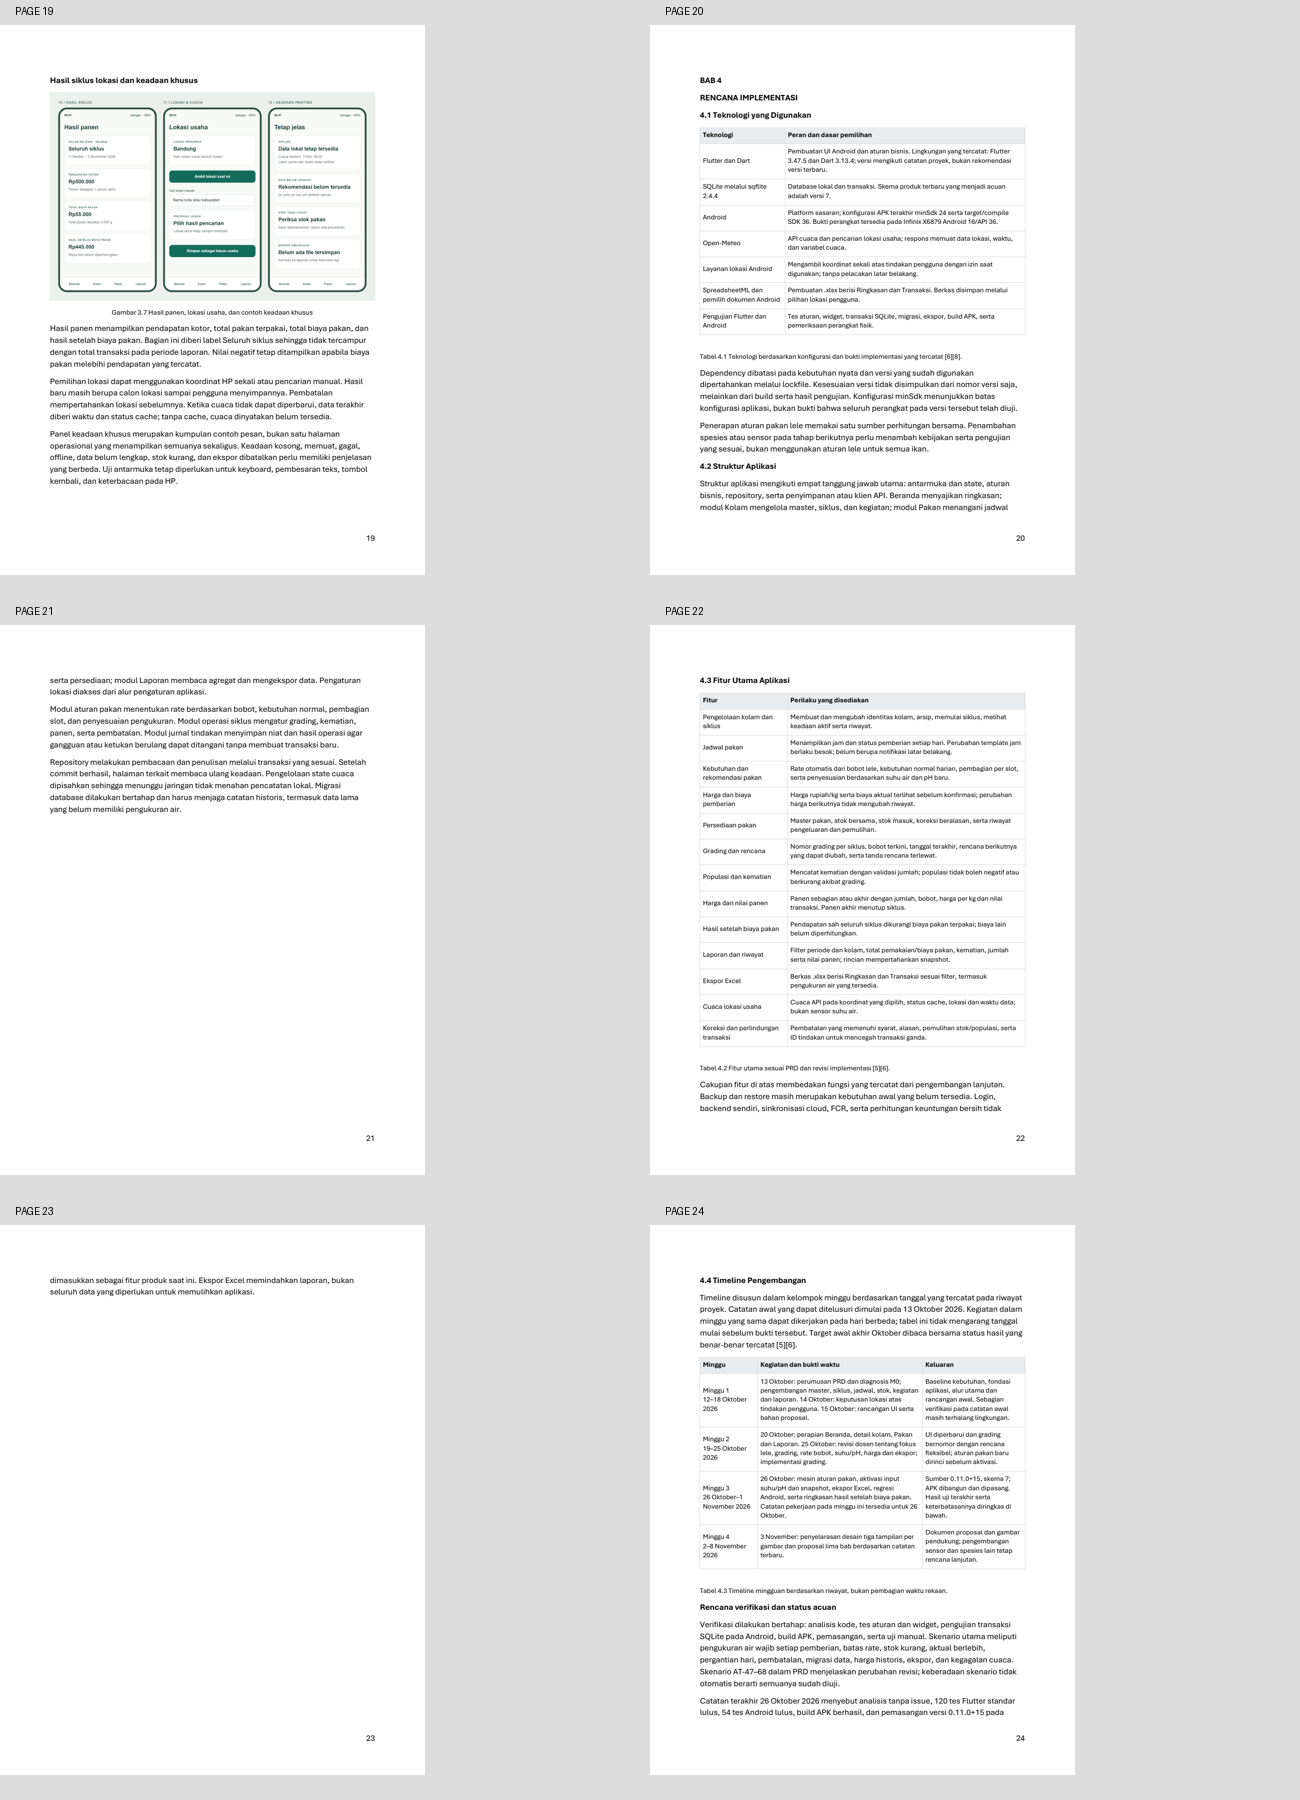 PAGE 19
Hasil siklus lokasi dan keadaan khusus
10 / HASIL SIKLUS
11 / LOKASI & CUACA
12 / KEADAAN PENTING
Hasil panen
Seluruh siklus
1 Oktober - 3 November 2026
Rp500.000
Rp55.000
Rp445.000
Beranda Kolam Pakan Laporan
Lokasi usaha
Bandung
Ambil lokasi saat ini
Cari lokasi manual
Nama kota atau kabupaten
Pilih hasil pencarian
Simpan sebagai lokasi usaha
Beranda Kolam Pakan Laporan
Tetap jelas
Data lokal tetap tersedia
Rekomendasi belum tersedia
Periksa stok pakan
Belum ada file tersimpan
Beranda Kolam Pakan Laporan
Gambar 3.7 Hasil panen, lokasi usaha, dan contoh keadaan khusus
Hasil panen menampilkan pendapatan kotor, total pakan terpakai, total biaya pakan, dan
hasil setelah biaya pakan. Bagian ini diberi label Seluruh siklus sehingga tidak tercampur
dengan total transaksi pada periode laporan. Nilai negatif tetap ditampilkan apabila biaya
pakan melebihi pendapatan yang tercatat.
Pemilihan lokasi dapat menggunakan koordinat HP sekali atau pencarian manual. Hasil
baru masih berupa calon lokasi sampai pengguna menyimpannya. Pembatalan
mempertahankan lokasi sebelumnya. Ketika cuaca tidak dapat diperbarui, data terakhir
diberi waktu dan status cache; tanpa cache, cuaca dinyatakan belum tersedia.
Panel keadaan khusus merupakan kumpulan contoh pesan, bukan satu halaman
operasional yang menampilkan semuanya sekaligus. Keadaan kosong, memuat, gagal,
offline, data belum lengkap, stok kurang, dan ekspor dibatalkan perlu memiliki penjelasan
yang berbeda. Uji antarmuka tetap diperlukan untuk keyboard, pembesaran teks, tombol
kembali, dan keterbacaan pada HP.
19
PAGE 20
BAB 4
RENCANA IMPLEMENTASI
4.1 Teknologi yang Digunakan
Teknologi Peran dan dasar pemilihan
Flutter dan Dart
Pembuatan UI Android dan aturan bisnis. Lingkungan yang tercatat: Flutter
3.47.5 dan Dart 3.13.4; versi mengikuti catatan proyek, bukan rekomendasi
versi terbaru.
SQLite melalui sqflite
2.4.4
Database lokal dan transaksi. Skema produk terbaru yang menjadi acuan
adalah versi 7.
Android
Platform sasaran; konfigurasi APK terakhir minSdk 24 serta target/compile
SDK 36. Bukti perangkat tersedia pada Infinix X6879 Android 16/API 36.
Open-Meteo
API cuaca dan pencarian lokasi usaha; respons memuat data lokasi, waktu,
dan variabel cuaca.
Layanan lokasi Android
Mengambil koordinat sekali atas tindakan pengguna dengan izin saat
digunakan; tanpa pelacakan latar belakang.
SpreadsheetML dan
pemilih dokumen Android
Pembuatan .xlsx berisi Ringkasan dan Transaksi. Berkas disimpan melalui
pilihan lokasi pengguna.
Pengujian Flutter dan
Android
Tes aturan, widget, transaksi SQLite, migrasi, ekspor, build APK, serta
pemeriksaan perangkat fisik.
Tabel 4.1 Teknologi berdasarkan konfigurasi dan bukti implementasi yang tercatat [6][8].
Dependency dibatasi pada kebutuhan nyata dan versi yang sudah digunakan
dipertahankan melalui lockfile. Kesesuaian versi tidak disimpulkan dari nomor versi saja,
melainkan dari build serta hasil pengujian. Konfigurasi minSdk menunjukkan batas
konfigurasi aplikasi, bukan bukti bahwa seluruh perangkat pada versi tersebut telah diuji.
Penerapan aturan pakan lele memakai satu sumber perhitungan bersama. Penambahan
spesies atau sensor pada tahap berikutnya perlu menambah kebijakan serta pengujian
yang sesuai, bukan menggunakan aturan lele untuk semua ikan.
4.2 Struktur Aplikasi
Struktur aplikasi mengikuti empat tanggung jawab utama: antarmuka dan state, aturan
bisnis, repository, serta penyimpanan atau klien API. Beranda menyajikan ringkasan;
modul Kolam mengelola master, siklus, dan kegiatan; modul Pakan menangani jadwal
20
PAGE 21
serta persediaan; modul Laporan membaca agregat dan mengekspor data. Pengaturan
lokasi diakses dari alur pengaturan aplikasi.
Modul aturan pakan menentukan rate berdasarkan bobot, kebutuhan normal, pembagian
slot, dan penyesuaian pengukuran. Modul operasi siklus mengatur grading, kematian,
panen, serta pembatalan. Modul jurnal tindakan menyimpan niat dan hasil operasi agar
gangguan atau ketukan berulang dapat ditangani tanpa membuat transaksi baru.
Repository melakukan pembacaan dan penulisan melalui transaksi yang sesuai. Setelah
commit berhasil, halaman terkait membaca ulang keadaan. Pengelolaan state cuaca
dipisahkan sehingga menunggu jaringan tidak menahan pencatatan lokal. Migrasi
database dilakukan bertahap dan harus menjaga catatan historis, termasuk data lama
yang belum memiliki pengukuran air.
21
PAGE 22
4.3 Fitur Utama Aplikasi
Fitur Perilaku yang disediakan
Pengelolaan kolam dan
siklus
Membuat dan mengubah identitas kolam, arsip, memulai siklus, melihat
keadaan aktif serta riwayat.
Jadwal pakan
Menampilkan jam dan status pemberian setiap hari. Perubahan template jam
berlaku besok; belum berupa notifikasi latar belakang.
Kebutuhan dan
rekomendasi pakan
Rate otomatis dari bobot lele, kebutuhan normal harian, pembagian per slot,
serta penyesuaian berdasarkan suhu air dan pH baru.
Harga dan biaya
pemberian
Harga rupiah/kg serta biaya aktual terlihat sebelum konfirmasi; perubahan
harga berikutnya tidak mengubah riwayat.
Persediaan pakan
Master pakan, stok bersama, stok masuk, koreksi beralasan, serta riwayat
pengeluaran dan pemulihan.
Grading dan rencana
Nomor grading per siklus, bobot terkini, tanggal terakhir, rencana berikutnya
yang dapat diubah, serta tanda rencana terlewat.
Populasi dan kematian
Mencatat kematian dengan validasi jumlah; populasi tidak boleh negatif atau
berkurang akibat grading.
Harga dan nilai panen
Panen sebagian atau akhir dengan jumlah, bobot, harga per kg dan nilai
transaksi. Panen akhir menutup siklus.
Hasil setelah biaya pakan
Pendapatan sah seluruh siklus dikurangi biaya pakan terpakai; biaya lain
belum diperhitungkan.
Laporan dan riwayat
Filter periode dan kolam, total pemakaian/biaya pakan, kematian, jumlah
serta nilai panen; rincian mempertahankan snapshot.
Ekspor Excel
Berkas .xlsx berisi Ringkasan dan Transaksi sesuai filter, termasuk
pengukuran air yang tersedia.
Cuaca lokasi usaha
Cuaca API pada koordinat yang dipilih, status cache, lokasi dan waktu data;
bukan sensor suhu air.
Koreksi dan perlindungan
transaksi
Pembatalan yang memenuhi syarat, alasan, pemulihan stok/populasi, serta
ID tindakan untuk mencegah transaksi ganda.
Tabel 4.2 Fitur utama sesuai PRD dan revisi implementasi [5][6].
Cakupan fitur di atas membedakan fungsi yang tercatat dari pengembangan lanjutan.
Backup dan restore masih merupakan kebutuhan awal yang belum tersedia. Login,
backend sendiri, sinkronisasi cloud, FCR, serta perhitungan keuntungan bersih tidak
22
PAGE 23
dimasukkan sebagai fitur produk saat ini. Ekspor Excel memindahkan laporan, bukan
seluruh data yang diperlukan untuk memulihkan aplikasi.
23
PAGE 24
4.4 Timeline Pengembangan
Timeline disusun dalam kelompok minggu berdasarkan tanggal yang tercatat pada riwayat
proyek. Catatan awal yang dapat ditelusuri dimulai pada 13 Oktober 2026. Kegiatan dalam
minggu yang sama dapat dikerjakan pada hari berbeda; tabel ini tidak mengarang tanggal
mulai sebelum bukti tersebut. Target awal akhir Oktober dibaca bersama status hasil yang
benar-benar tercatat [5][6].
Minggu Kegiatan dan bukti waktu Keluaran
Minggu 1
12–18 Oktober
2026
13 Oktober: perumusan PRD dan diagnosis M0;
pengembangan master, siklus, jadwal, stok, kegiatan
dan laporan. 14 Oktober: keputusan lokasi atas
tindakan pengguna. 15 Oktober: rancangan UI serta
bahan proposal.
Baseline kebutuhan, fondasi
aplikasi, alur utama dan
rancangan awal. Sebagian
verifikasi pada catatan awal
masih terhalang lingkungan.
Minggu 2
19–25 Oktober
2026
20 Oktober: perapian Beranda, detail kolam, Pakan
dan Laporan. 25 Oktober: revisi dosen tentang fokus
lele, grading, rate bobot, suhu/pH, harga dan ekspor;
implementasi grading.
UI diperbarui dan grading
bernomor dengan rencana
fleksibel; aturan pakan baru
dirinci sebelum aktivasi.
Minggu 3
26 Oktober–1
November 2026
26 Oktober: mesin aturan pakan, aktivasi input
suhu/pH dan snapshot, ekspor Excel, regresi
Android, serta ringkasan hasil setelah biaya pakan.
Catatan pekerjaan pada minggu ini tersedia untuk 26
Oktober.
Sumber 0.11.0+15, skema 7;
APK dibangun dan dipasang.
Hasil uji terakhir serta
keterbatasannya diringkas di
bawah.
Minggu 4
2–8 November
2026
3 November: penyelarasan desain tiga tampilan per
gambar dan proposal lima bab berdasarkan catatan
terbaru.
Dokumen proposal dan gambar
pendukung; pengembangan
sensor dan spesies lain tetap
rencana lanjutan.
Tabel 4.3 Timeline mingguan berdasarkan riwayat, bukan pembagian waktu rekaan.
Rencana verifikasi dan status acuan
Verifikasi dilakukan bertahap: analisis kode, tes aturan dan widget, pengujian transaksi
SQLite pada Android, build APK, pemasangan, serta uji manual. Skenario utama meliputi
pengukuran air wajib setiap pemberian, batas rate, stok kurang, aktual berlebih,
pergantian hari, pembatalan, migrasi data, harga historis, ekspor, dan kegagalan cuaca.
Skenario AT-47–68 dalam PRD menjelaskan perubahan revisi; keberadaan skenario tidak
otomatis berarti semuanya sudah diuji.
Catatan terakhir 26 Oktober 2026 menyebut analisis tanpa issue, 120 tes Flutter standar
lulus, 54 tes Android lulus, build APK berhasil, dan pemasangan versi 0.11.0+15 pada
24